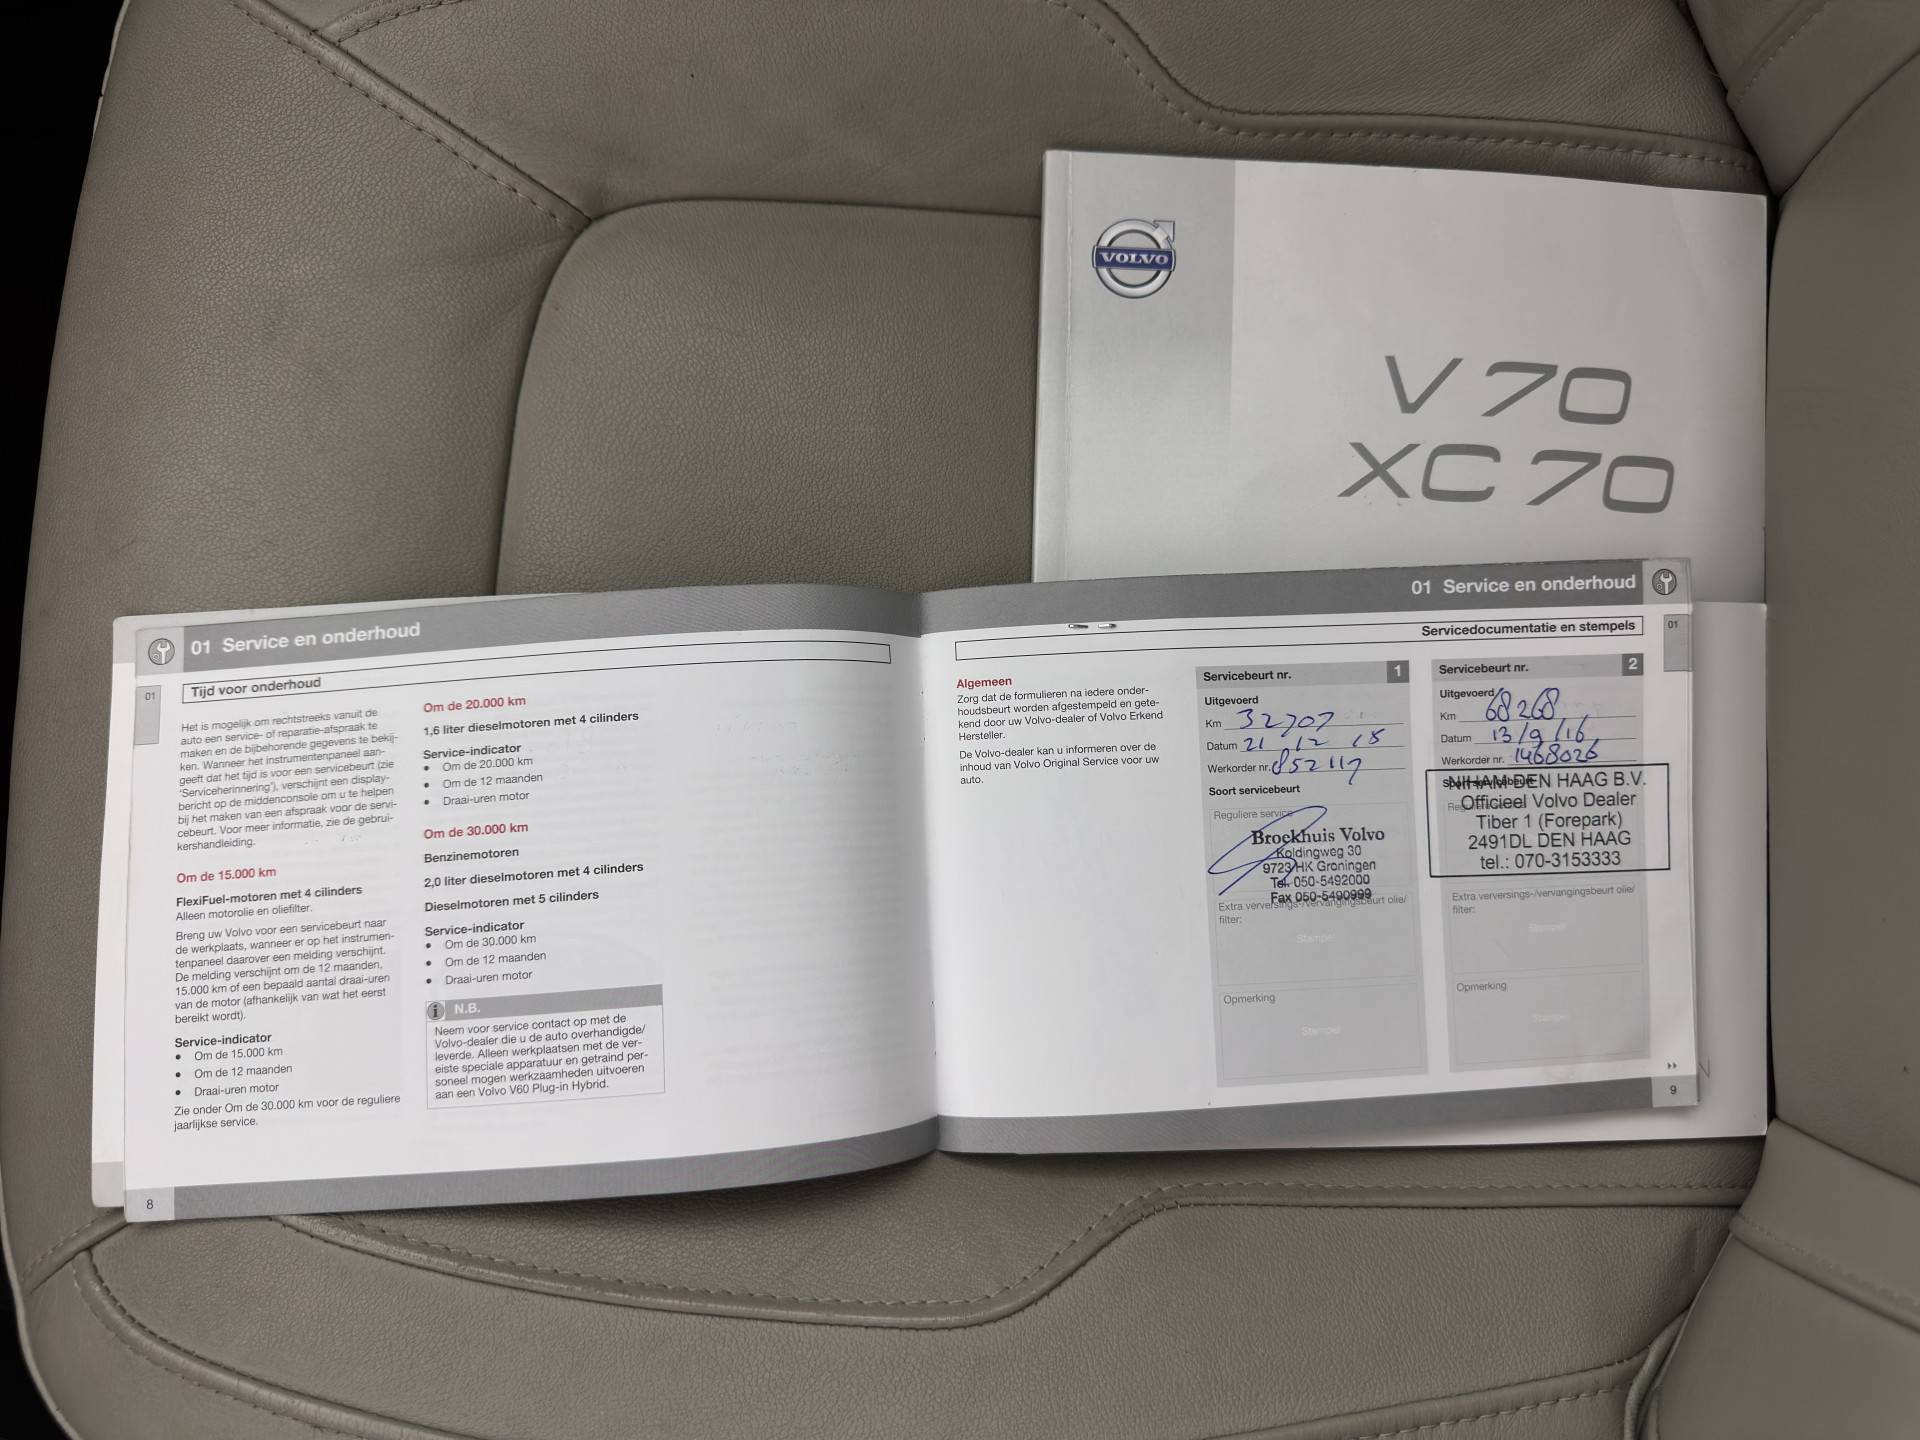 VOLVO
V70
XC70
01 Service en onderhoud
01
Tijd voor onderhoud
Het is mogelijk om rechtstreeks vanuit de
auto een service- of reparatie-afspraak te
maken en de bijbehorende gegevens te bekij-
ken. Wanneer het instrumentenpaneel aan-
geeft dat het tijd is voor een servicebeurt (zie
'Serviceherinnering'), verschijnt een display-
bericht op de middenconsole om u te helpen
bij het maken van een afspraak voor de servi-
cebeurt. Voor meer informatie, zie de gebrui-
kershandleiding.
Om de 15.000 km
FlexiFuel-motoren met 4 cilinders
Alleen motorolie en oliefilter.
Breng uw Volvo voor een servicebeurt naar
de werkplaats, wanneer er op het instrumen-
tenpaneel daarover een melding verschijnt.
De melding verschijnt om de 12 maanden,
15.000 km of een bepaald aantal draai-uren
van de motor (afhankelijk van wat het eerst
bereikt wordt).
Service-indicator
• Om de 15.000 km
• Om de 12 maanden
• Draai-uren motor
Zie onder Om de 30.000 km voor de reguliere
jaarlijkse service.
Om de 20.000 km
1,6 liter dieselmotoren met 4 cilinders
Service-indicator
• Om de 20.000 km
• Om de 12 maanden
• Draai-uren motor
Om de 30.000 km
Benzinemotoren
2,0 liter dieselmotoren met 4 cilinders
Dieselmotoren met 5 cilinders
Service-indicator
• Om de 30.000 km
• Om de 12 maanden
• Draai-uren motor
N.B.
Neem voor service contact op met de
Volvo-dealer die u de auto overhandigde/
leverde. Alleen werkplaatsen met de ver-
eiste speciale apparatuur en getraind per-
soneel mogen werkzaamheden uitvoeren
aan een Volvo V60 Plug-in Hybrid.
8
01 Service en onderhoud
Servicedocumentatie en stempels
01
Algemeen
Zorg dat de formulieren na iedere onder-
houdsbeurt worden afgestempeld en gete-
kend door uw Volvo-dealer of Volvo Erkend
Hersteller.
De Volvo-dealer kan u informeren over de
inhoud van Volvo Original Service voor uw
auto.
Servicebeurt nr. 1
Uitgevoerd
Km 32707
Datum 21 12 15
Werkorder nr. 852117
Soort servicebeurt
Reguliere service
Broekhuis Volvo
Koldingweg 30
9723 HK Groningen
Tel. 050-5492000
Fax 050-5490999
Extra verversings-/vervangingsbeurt olie/
filter:
Stempel
Opmerking
Stempel
Servicebeurt nr. 2
Uitgevoerd
Km 68268
Datum 13/9/16
Werkorder nr. 1468026
Soort servicebeurt
NIHAM DEN HAAG B.V.
Officieel Volvo Dealer
Tiber 1 (Forepark)
2491DL DEN HAAG
tel.: 070-3153333
Extra verversings-/vervangingsbeurt olie/
filter:
Stempel
Opmerking
Stempel
9